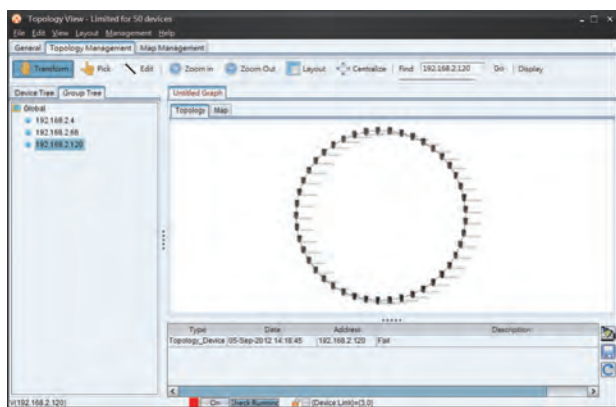 Topology View - Limited for 50 devices
File Edit View Layout Management Help
General Topology Management Map Management
Transform Pick Edit Zoom in Zoom Out Layout Centralize Find 192.168.2.120 Go Display
Device Tree Group Tree Untitled Graph
Topology Map
Global
192.168.2.4
192.168.2.66
192.168.2.120
Type Date Address Description
Topology_Device 05-Sep-2012 14:18:45 192.168.2.120 Fail
V(192.168.2.120) On Check Running (Device Link)=(3,0)